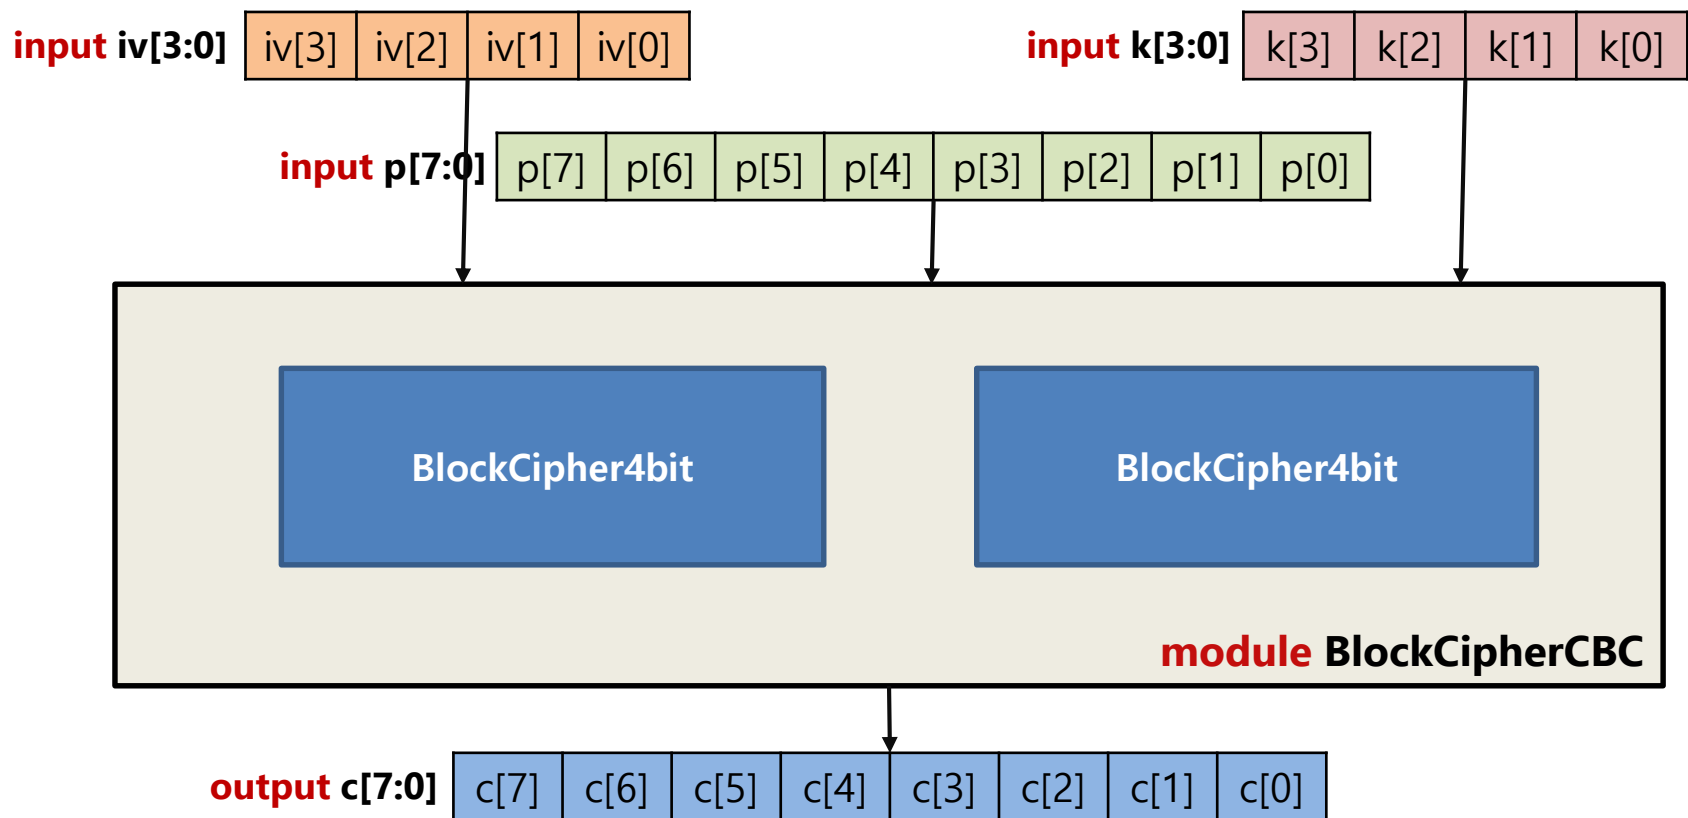 input iv[3:0] iv[3] iv[2] iv[1] iv[0] input k[3:0] k[3] k[2] k[1] k[0]
input p[7:0] p[7] p[6] p[5] p[4] p[3] p[2] p[1] p[0]
BlockCipher4bit BlockCipher4bit
module BlockCipherCBC
output c[7:0] c[7] c[6] c[5] c[4] c[3] c[2] c[1] c[0]